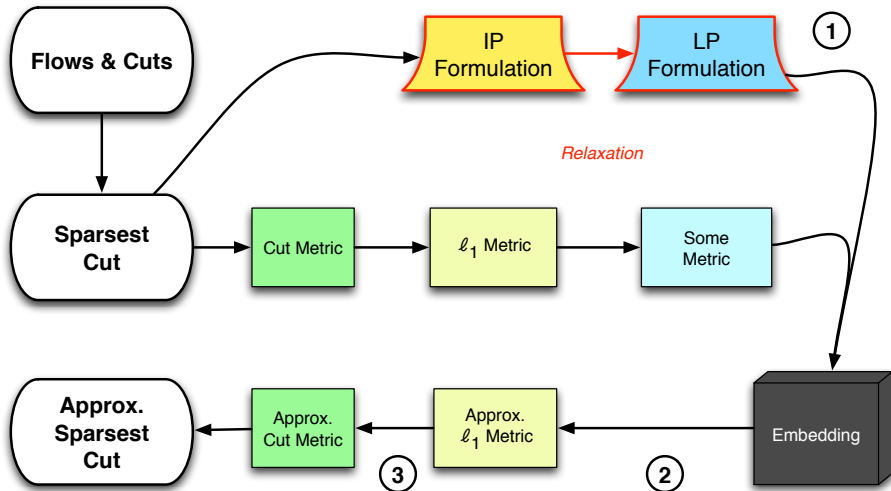 Flows & Cuts
IP
Formulation
LP
Formulation
1
Relaxation
Sparsest
Cut
Cut Metric
ℓ1 Metric
Some
Metric
Approx.
Sparsest
Cut
Approx.
Cut Metric
Approx.
ℓ1 Metric
Embedding
3
2